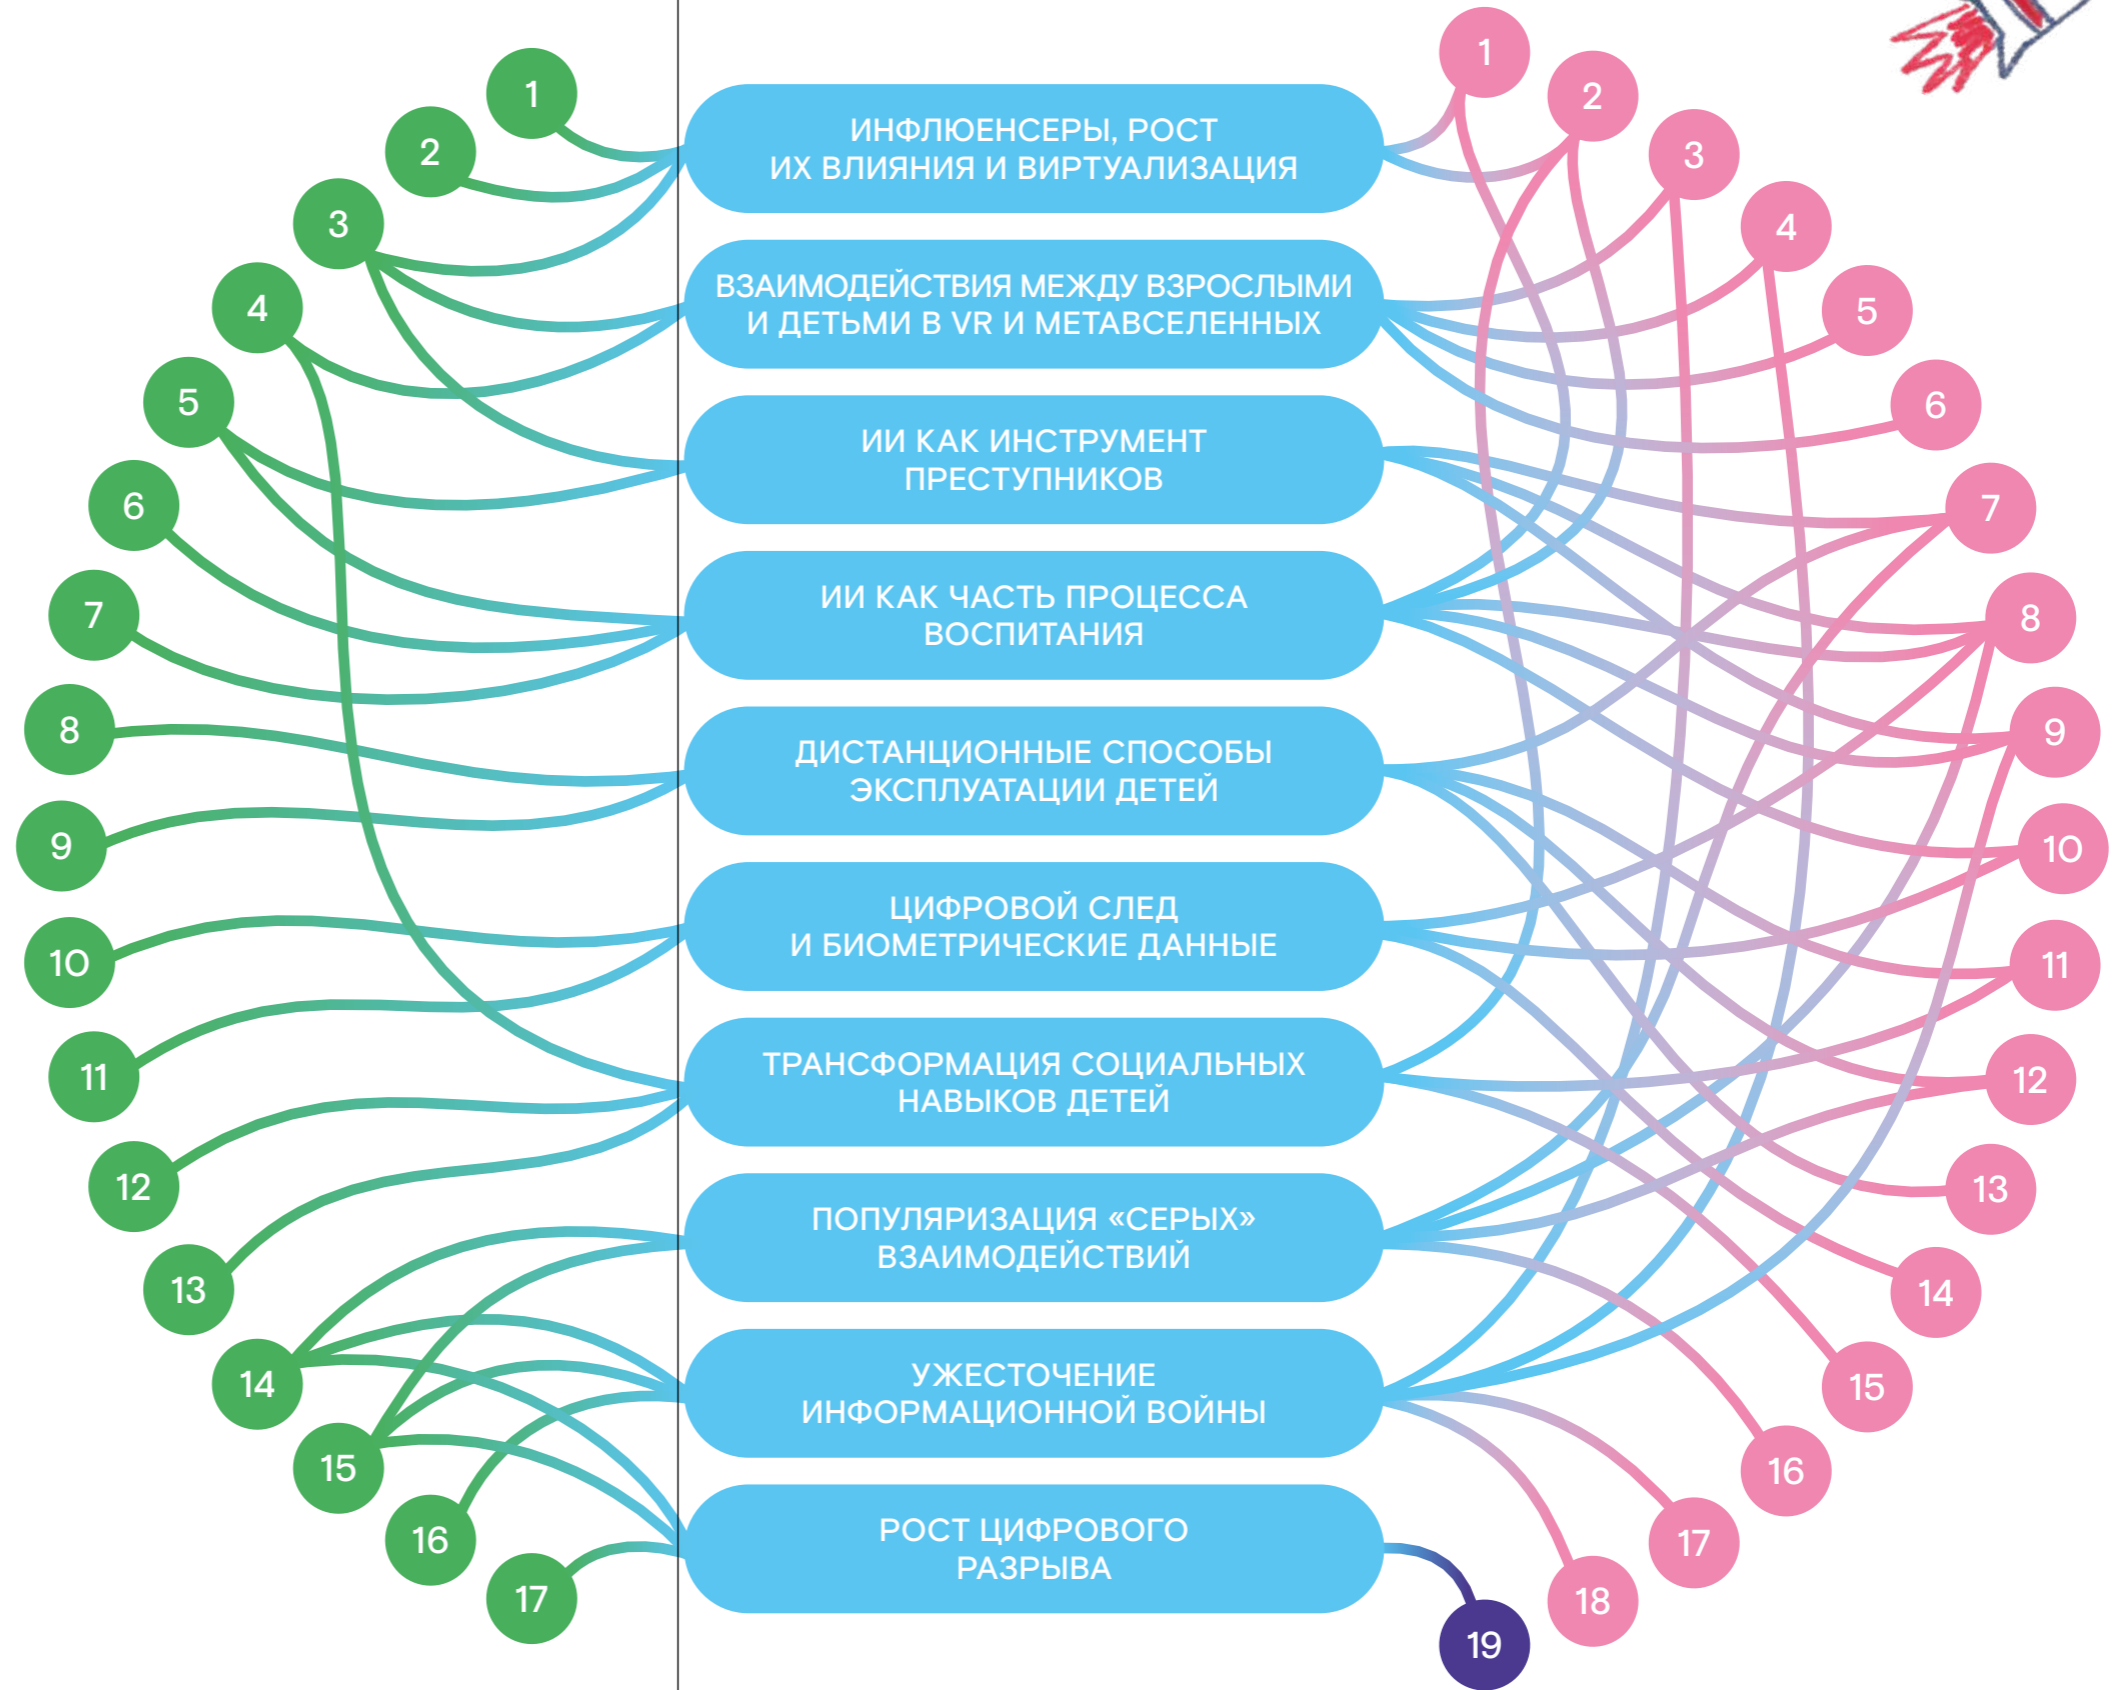 1
2
3
4
5
6
7
8
9
10
11
12
13
14
15
16
17
ИНФЛЮЕНСЕРЫ, РОСТ
ИХ ВЛИЯНИЯ И ВИРТУАЛИЗАЦИЯ
ВЗАИМОДЕЙСТВИЯ МЕЖДУ ВЗРОСЛЫМИ
И ДЕТЬМИ В VR И МЕТАВСЕЛЕННЫХ
ИИ КАК ИНСТРУМЕНТ
ПРЕСТУПНИКОВ
ИИ КАК ЧАСТЬ ПРОЦЕССА
ВОСПИТАНИЯ
ДИСТАНЦИОННЫЕ СПОСОБЫ
ЭКСПЛУАТАЦИИ ДЕТЕЙ
ЦИФРОВОЙ СЛЕД
И БИОМЕТРИЧЕСКИЕ ДАННЫЕ
ТРАНСФОРМАЦИЯ СОЦИАЛЬНЫХ
НАВЫКОВ ДЕТЕЙ
ПОПУЛЯРИЗАЦИЯ «СЕРЫХ»
ВЗАИМОДЕЙСТВИЙ
УЖЕСТОЧЕНИЕ
ИНФОРМАЦИОННОЙ ВОЙНЫ
РОСТ ЦИФРОВОГО
РАЗРЫВА
1
2
3
4
5
6
7
8
9
10
11
12
13
14
15
16
17
18
19